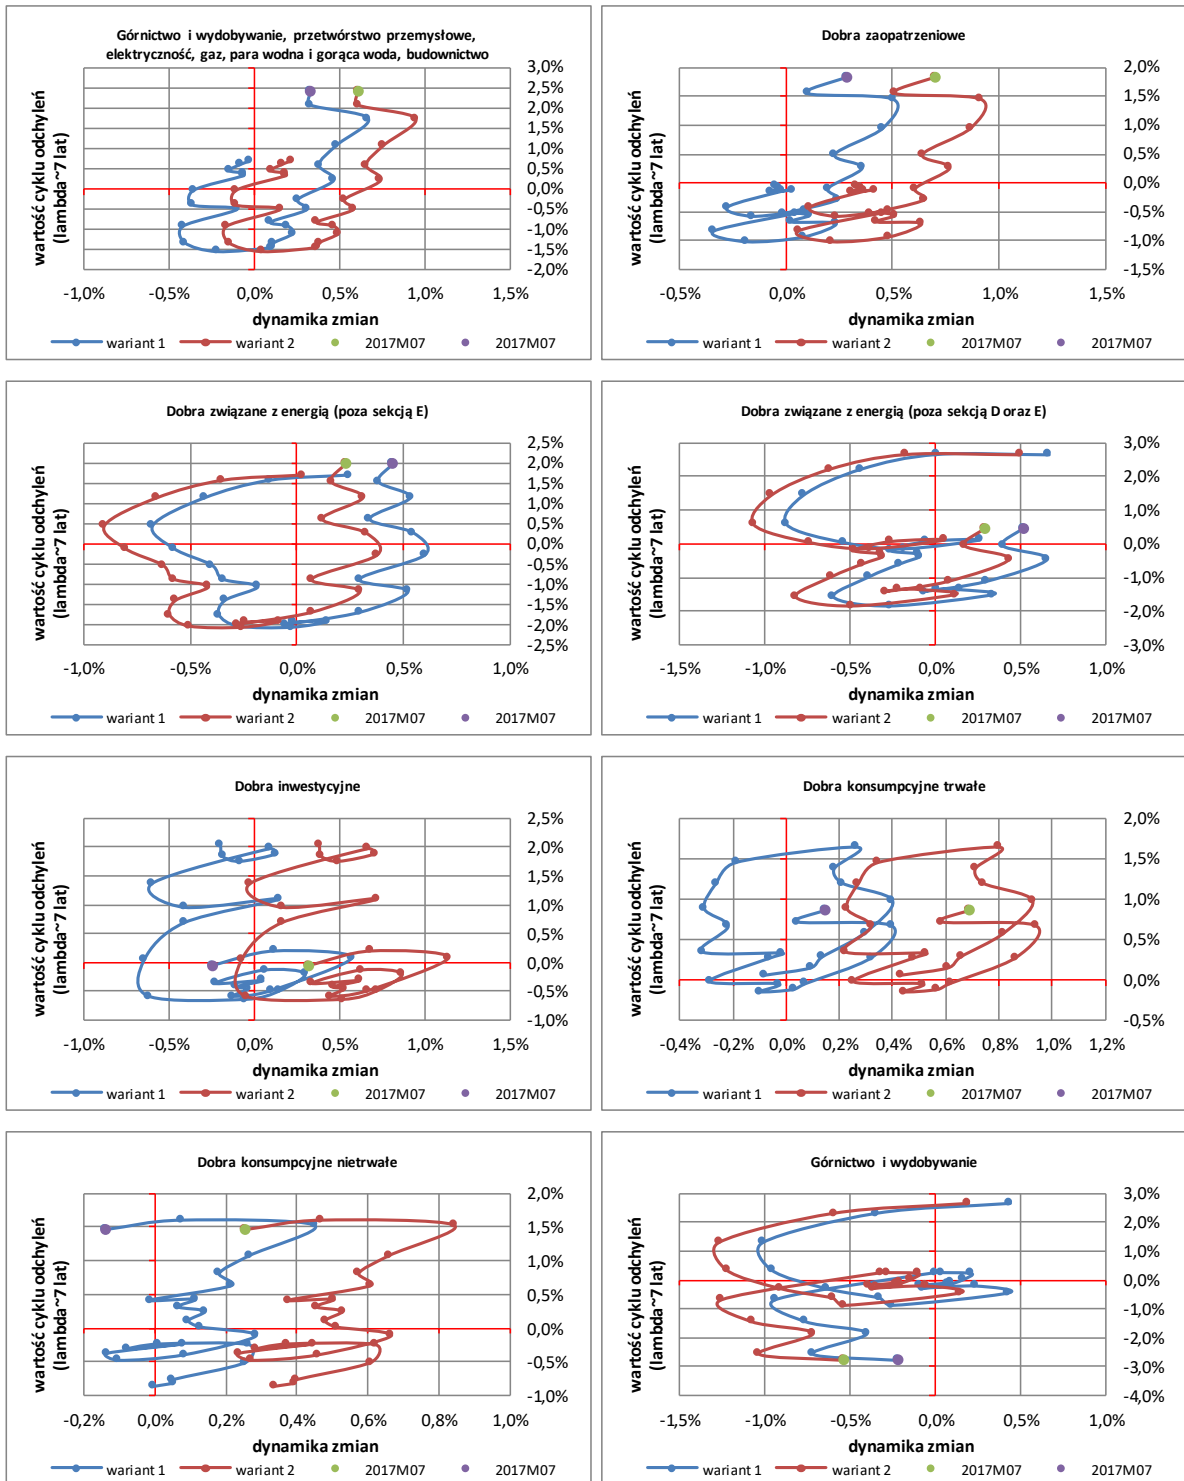 Górnictwo i wydobywanie, przetwórstwo przemysłowe,
elektryczność, gaz, para wodna i gorąca woda, budownictwo
3,0%
2,5%
2,0%
1,5%
1,0%
0,5%
0,0%
-0,5%
-1,0%
-1,5%
-2,0%
-1,0%
-0,5%
0,0%
0,5%
1,0%
1,5%
wartość cyklu odchyleń
(lambda~7 lat)
dynamika zmian
wariant 1
wariant 2
2017M07
2017M07
Dobra zaopatrzeniowe
2,0%
1,5%
1,0%
0,5%
0,0%
-0,5%
-1,0%
-1,5%
-0,5%
0,0%
0,5%
1,0%
1,5%
wartość cyklu odchyleń
(lambda~7 lat)
dynamika zmian
wariant 1
wariant 2
2017M07
2017M07
Dobra związane z energią (poza sekcją E)
2,5%
2,0%
1,5%
1,0%
0,5%
0,0%
-0,5%
-1,0%
-1,5%
-2,0%
-2,5%
-1,0%
-0,5%
0,0%
0,5%
1,0%
wartość cyklu odchyleń
(lambda~7 lat)
dynamika zmian
wariant 1
wariant 2
2017M07
2017M07
Dobra związane z energią (poza sekcją D oraz E)
3,0%
2,0%
1,0%
0,0%
-1,0%
-2,0%
-3,0%
-1,5%
-1,0%
-0,5%
0,0%
0,5%
1,0%
wartość cyklu odchyleń
(lambda~7 lat)
dynamika zmian
wariant 1
wariant 2
2017M07
2017M07
Dobra inwestycyjne
2,5%
2,0%
1,5%
1,0%
0,5%
0,0%
-0,5%
-1,0%
-1,0%
-0,5%
0,0%
0,5%
1,0%
1,5%
wartość cyklu odchyleń
(lambda~7 lat)
dynamika zmian
wariant 1
wariant 2
2017M07
2017M07
Dobra konsumpcyjne trwałe
2,0%
1,5%
1,0%
0,5%
0,0%
-0,5%
-0,4%
-0,2%
0,0%
0,2%
0,4%
0,6%
0,8%
1,0%
1,2%
wartość cyklu odchyleń
(lambda~7 lat)
dynamika zmian
wariant 1
wariant 2
2017M07
2017M07
Dobra konsumpcyjne nietrwałe
2,0%
1,5%
1,0%
0,5%
0,0%
-0,5%
-1,0%
-0,2%
0,0%
0,2%
0,4%
0,6%
0,8%
1,0%
wartość cyklu odchyleń
(lambda~7 lat)
dynamika zmian
wariant 1
wariant 2
2017M07
2017M07
Górnictwo i wydobywanie
3,0%
2,0%
1,0%
0,0%
-1,0%
-2,0%
-3,0%
-4,0%
-1,5%
-1,0%
-0,5%
0,0%
0,5%
1,0%
wartość cyklu odchyleń
(lambda~7 lat)
dynamika zmian
wariant 1
wariant 2
2017M07
2017M07